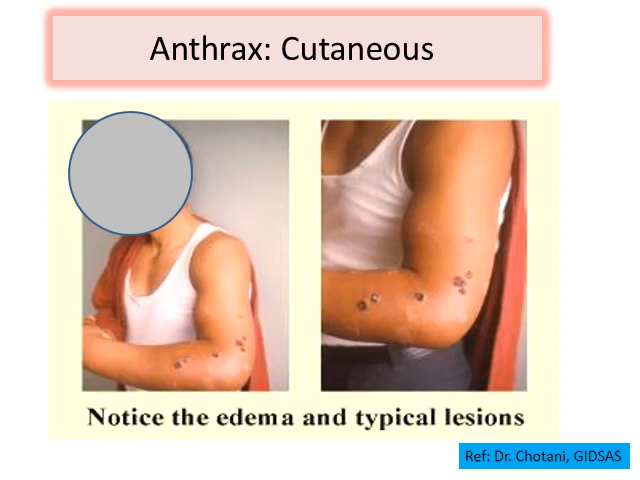 Anthrax: Cutaneous
Notice the edema and typical lesions
Ref: Dr. Chotani, GIDSAS